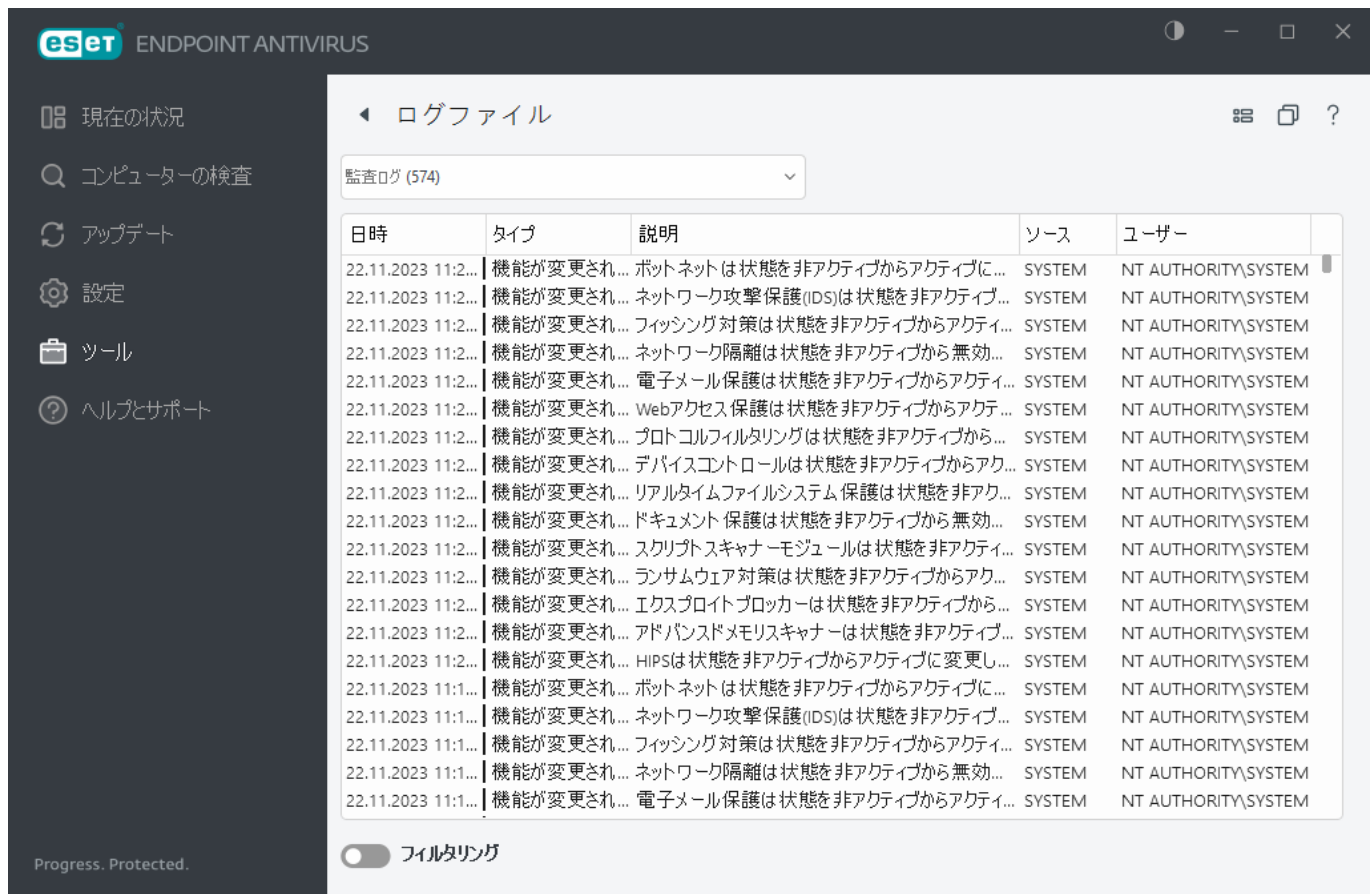 eset ENDPOINT ANTIVIRUS
現在の状況
コンピューターの検査
アップデート
設定
ツール
ヘルプとサポート
Progress. Protected.
ログファイル
?
監査ログ (574)
日時 タイプ 説明 ソース ユーザー
22.11.2023 11:2... 機能が変更され... ボットネットは状態を非アクティブからアクティブに... SYSTEM NT AUTHORITY\SYSTEM
22.11.2023 11:2... 機能が変更され... ネットワーク攻撃保護(IDS)は状態を非アクティブ... SYSTEM NT AUTHORITY\SYSTEM
22.11.2023 11:2... 機能が変更され... フィッシング対策は状態を非アクティブからアクティ... SYSTEM NT AUTHORITY\SYSTEM
22.11.2023 11:2... 機能が変更され... ネットワーク隔離は状態を非アクティブから無効... SYSTEM NT AUTHORITY\SYSTEM
22.11.2023 11:2... 機能が変更され... 電子メール保護は状態を非アクティブからアクティ... SYSTEM NT AUTHORITY\SYSTEM
22.11.2023 11:2... 機能が変更され... Webアクセス保護は状態を非アクティブからアクテ... SYSTEM NT AUTHORITY\SYSTEM
22.11.2023 11:2... 機能が変更され... プロトコルフィルタリングは状態を非アクティブから... SYSTEM NT AUTHORITY\SYSTEM
22.11.2023 11:2... 機能が変更され... デバイスコントロールは状態を非アクティブからアク... SYSTEM NT AUTHORITY\SYSTEM
22.11.2023 11:2... 機能が変更され... リアルタイムファイルシステム保護は状態を非アク... SYSTEM NT AUTHORITY\SYSTEM
22.11.2023 11:2... 機能が変更され... ドキュメント保護は状態を非アクティブから無効... SYSTEM NT AUTHORITY\SYSTEM
22.11.2023 11:2... 機能が変更され... スクリプトスキャナーモジュールは状態を非アクティ... SYSTEM NT AUTHORITY\SYSTEM
22.11.2023 11:2... 機能が変更され... ランサムウェア対策は状態を非アクティブからアク... SYSTEM NT AUTHORITY\SYSTEM
22.11.2023 11:2... 機能が変更され... エクスプロイトブロッカーは状態を非アクティブから... SYSTEM NT AUTHORITY\SYSTEM
22.11.2023 11:2... 機能が変更され... アドバンスドメモリスキャナーは状態を非アクティブ... SYSTEM NT AUTHORITY\SYSTEM
22.11.2023 11:2... 機能が変更され... HIPSは状態を非アクティブからアクティブに変更し... SYSTEM NT AUTHORITY\SYSTEM
22.11.2023 11:1... 機能が変更され... ボットネットは状態を非アクティブからアクティブに... SYSTEM NT AUTHORITY\SYSTEM
22.11.2023 11:1... 機能が変更され... ネットワーク攻撃保護(IDS)は状態を非アクティブ... SYSTEM NT AUTHORITY\SYSTEM
22.11.2023 11:1... 機能が変更され... フィッシング対策は状態を非アクティブからアクティ... SYSTEM NT AUTHORITY\SYSTEM
22.11.2023 11:1... 機能が変更され... ネットワーク隔離は状態を非アクティブから無効... SYSTEM NT AUTHORITY\SYSTEM
22.11.2023 11:1... 機能が変更され... 電子メール保護は状態を非アクティブからアクティ... SYSTEM NT AUTHORITY\SYSTEM
フィルタリング